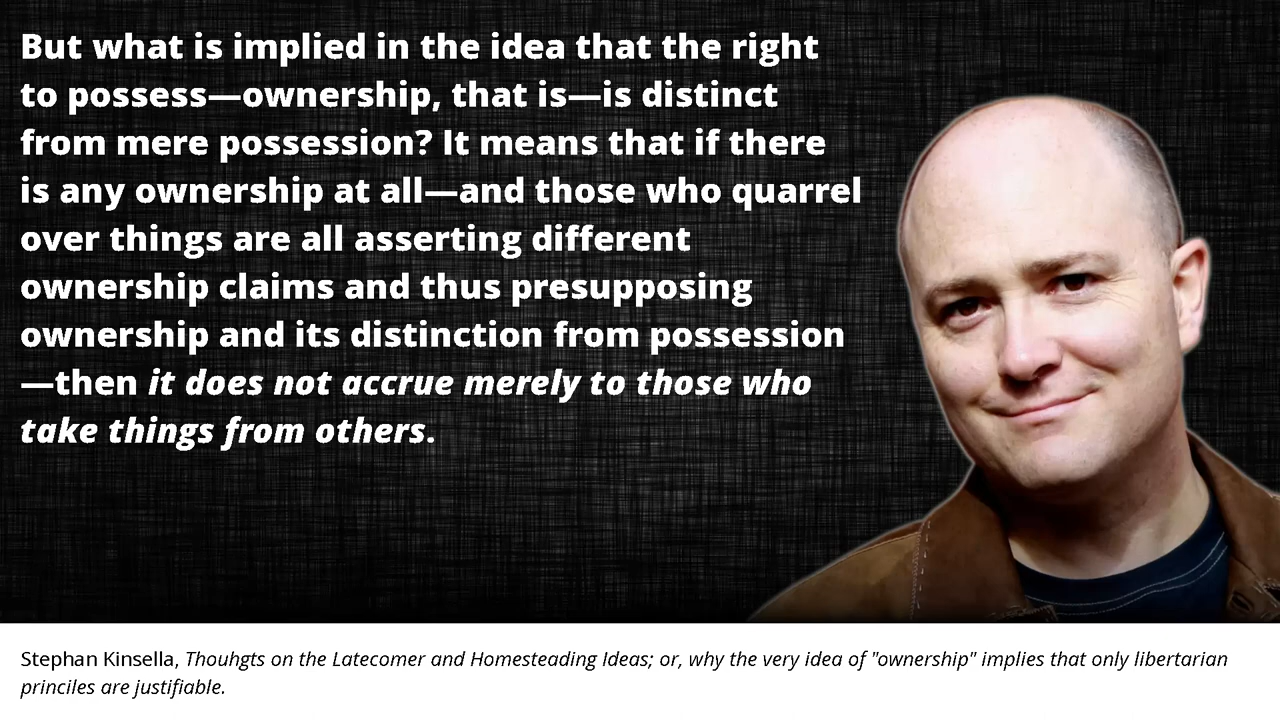 But what is implied in the idea that the right
to possess—ownership, that is—is distinct
from mere possession? It means that if there
is any ownership at all—and those who quarrel
over things are all asserting different
ownership claims and thus presupposing
ownership and its distinction from possession
—then it does not accrue merely to those who
take things from others.
Stephan Kinsella, Thouhgts on the Latecomer and Homesteading Ideas; or, why the very idea of "ownership" implies that only libertarian
princiles are justifiable.